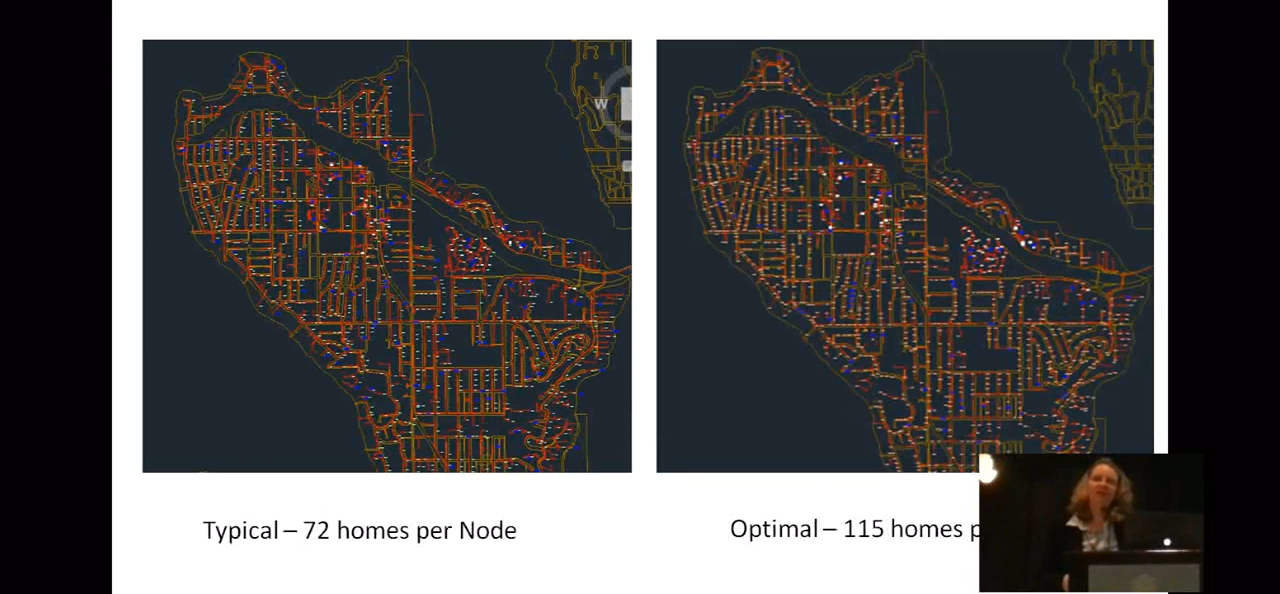 W
Typical – 72 homes per Node
Optimal – 115 homes p